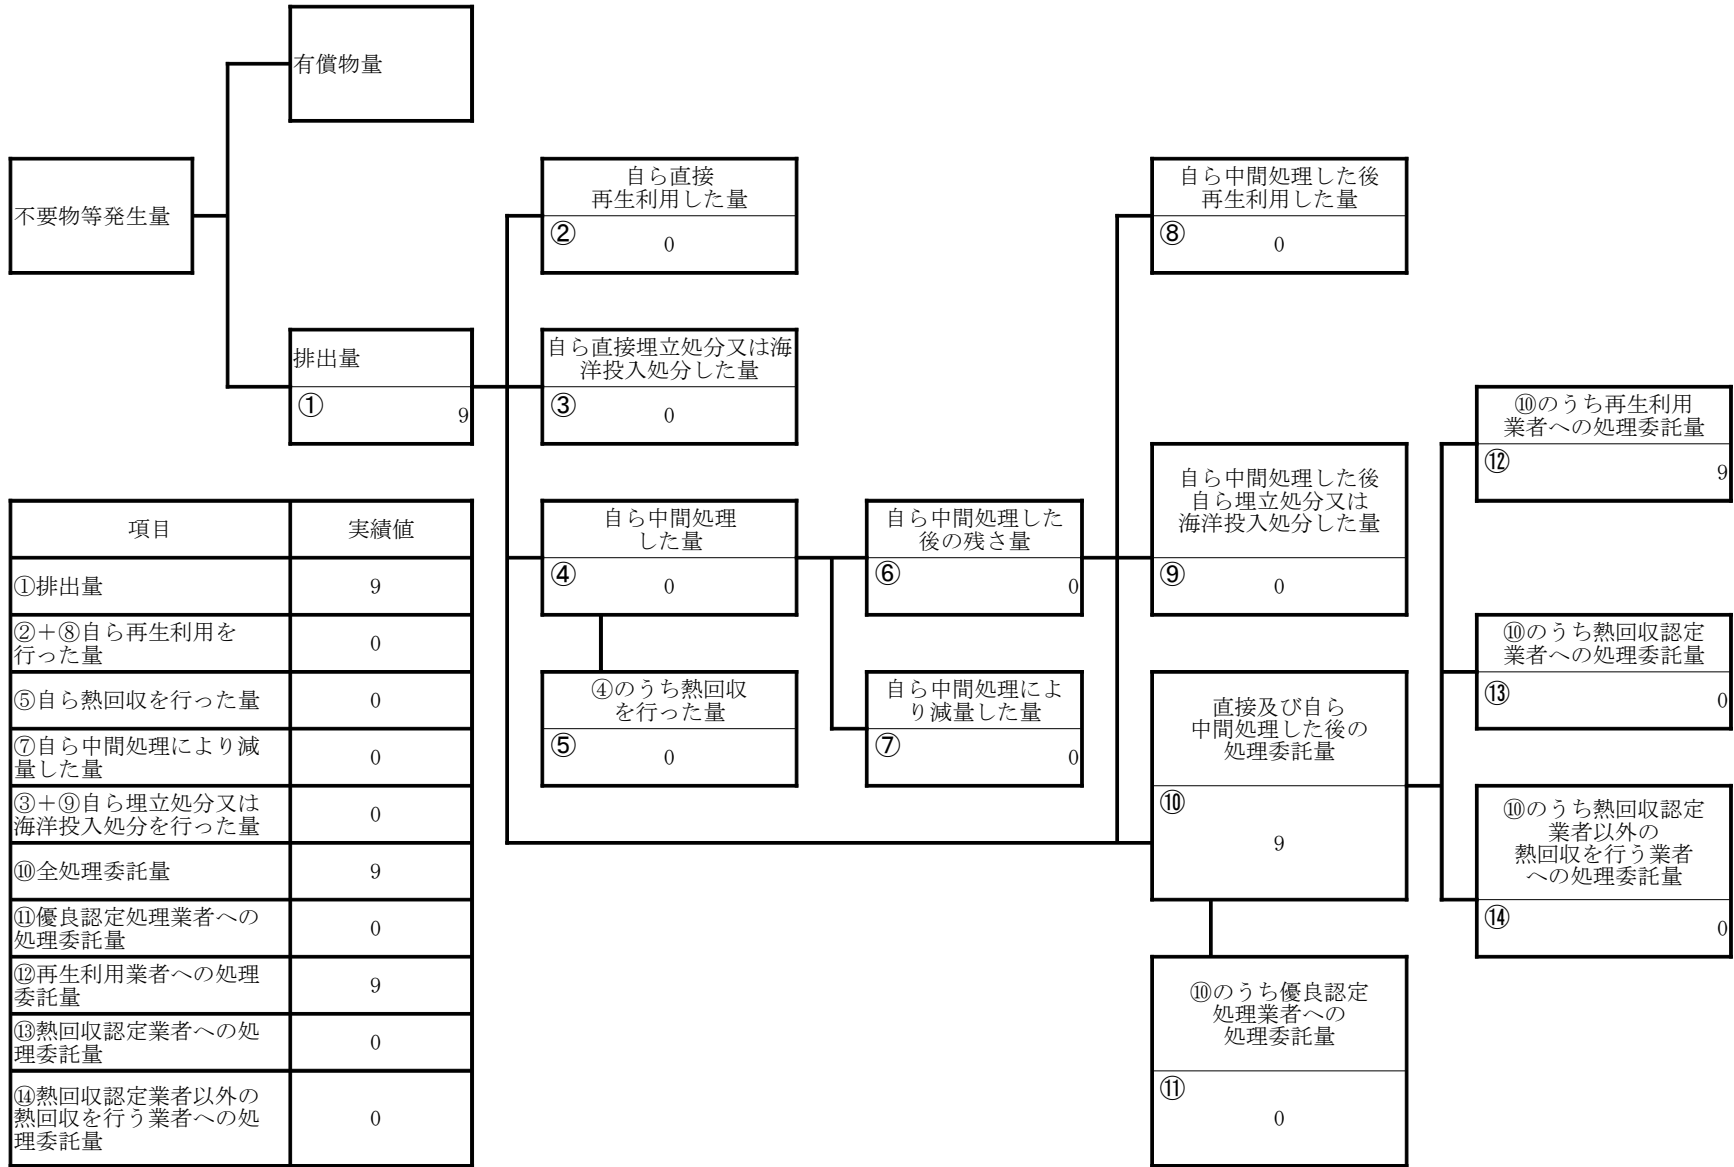 有償物量
不要物等発生量
排出量
①
9
自ら直接
再生利用した量
②
0
自ら直接埋立処分又は海
洋投入処分した量
③
0
自ら中間処理
した量
④
0
④のうち熱回収
を行った量
⑤
0
自ら中間処理した
後の残さ量
⑥
0
自ら中間処理によ
り減量した量
⑦
0
自ら中間処理した後
再生利用した量
⑧
0
自ら中間処理した後
自ら埋立処分又は
海洋投入処分した量
⑨
0
直接及び自ら
中間処理した後の
処理委託量
⑩
9
⑩のうち優良認定
処理業者への
処理委託量
⑪
0
⑩のうち再生利用
業者への処理委託量
⑫
9
⑩のうち熱回収認定
業者への処理委託量
⑬
0
⑩のうち熱回収認定
業者以外の
熱回収を行う業者
への処理委託量
⑭
0
項目 実績値
①排出量 9
②＋⑧自ら再生利用を
行った量 0
⑤自ら熱回収を行った量 0
⑦自ら中間処理により減
量した量 0
③＋⑨自ら埋立処分又は
海洋投入処分を行った量 0
⑩全処理委託量 9
⑪優良認定処理業者への
処理委託量 0
⑫再生利用業者への処理
委託量 9
⑬熱回収認定業者への処
理委託量 0
⑭熱回収認定業者以外の
熱回収を行う業者への処
理委託量 0